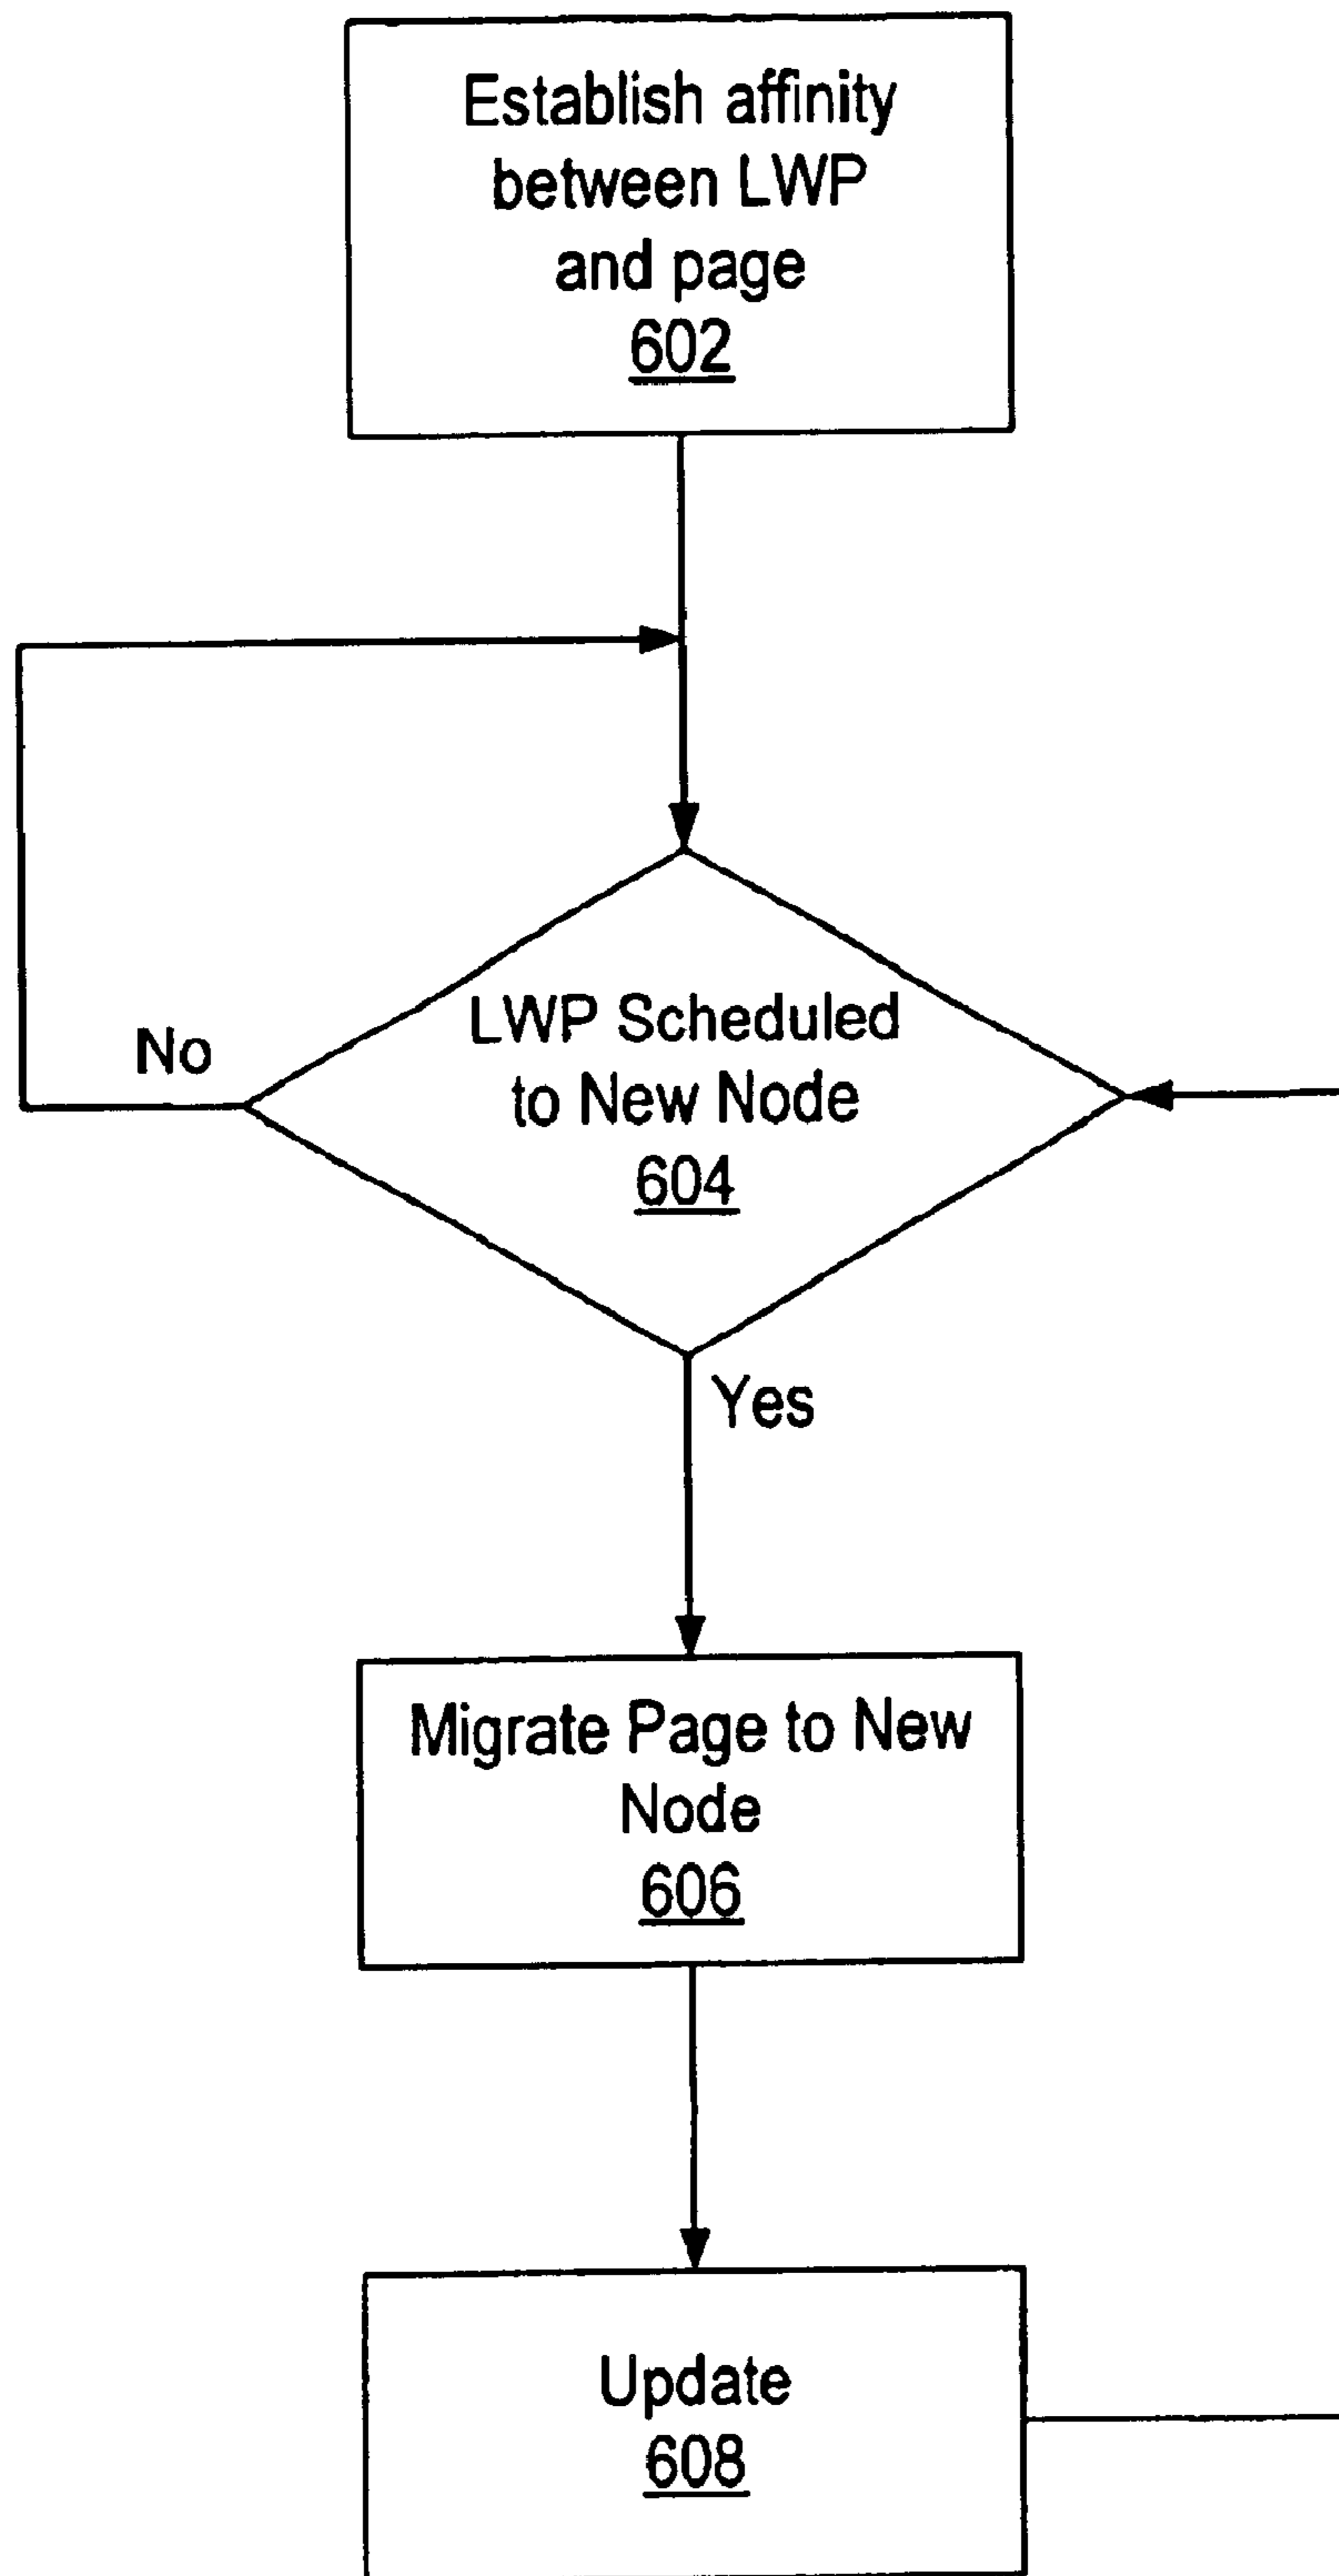 Establish affinity
between LWP
and page
602
No
LWP Scheduled
to New Node
604
Yes
Migrate Page to New
Node
606
Update
608